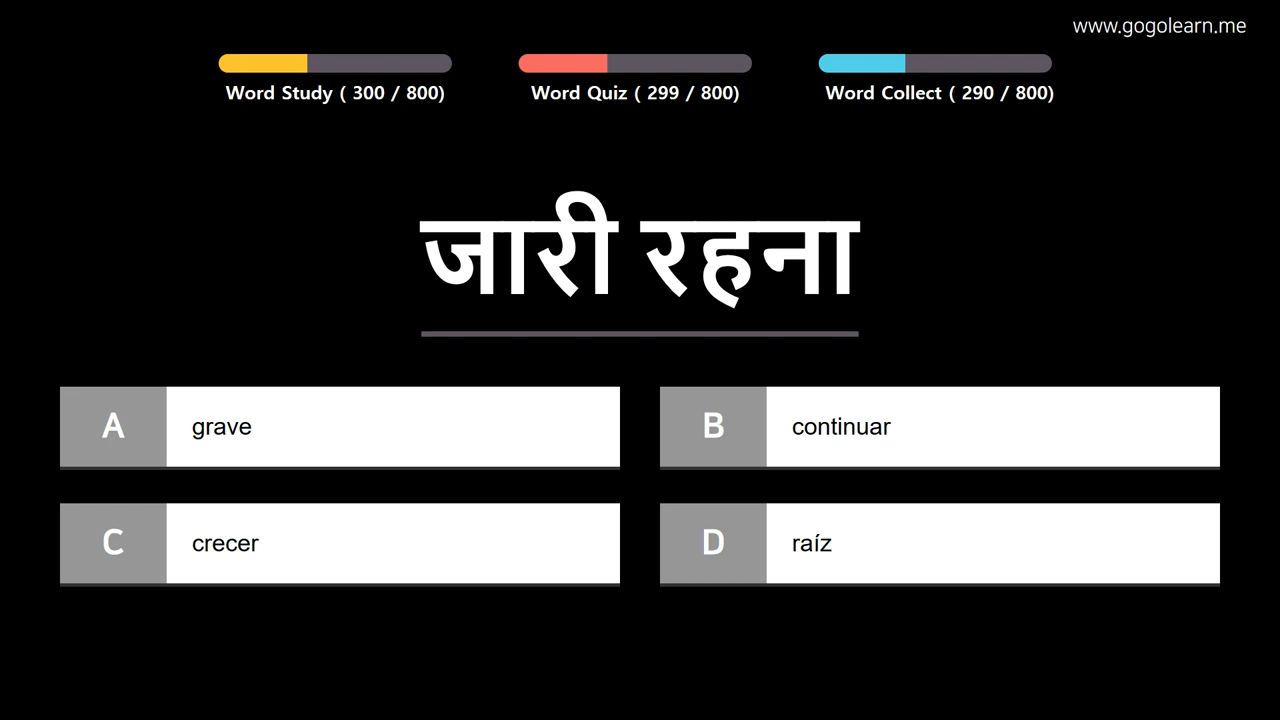 www.gogolearn.me
Word Study ( 300 / 800)
Word Quiz ( 299 / 800)
Word Collect ( 290 / 800)
जारी रहना
A grave
B continuar
C crecer
D raíz